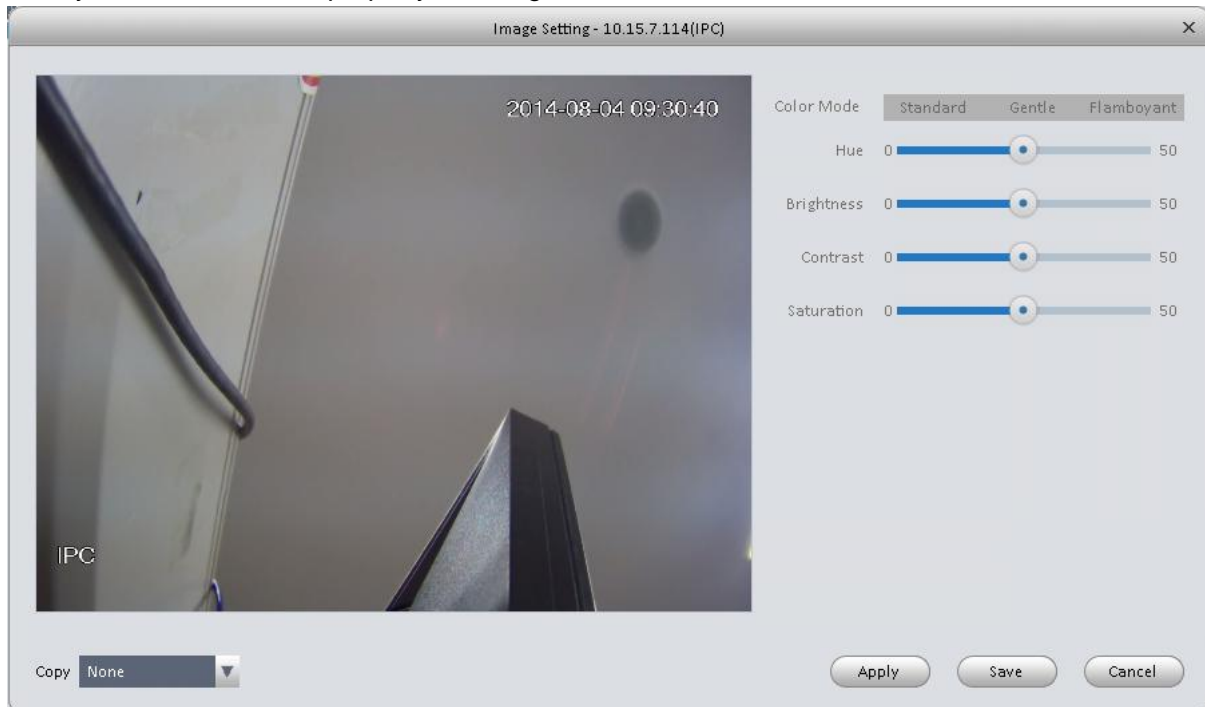 Image Setting - 10.15.7.114(IPC)
×
2014-08-04 09:30:40
Color Mode Standard Gentle Flamboyant
Hue 0 50
Brightness 0 50
Contrast 0 50
Saturation 0 50
IPC
Copy None
Apply Save Cancel